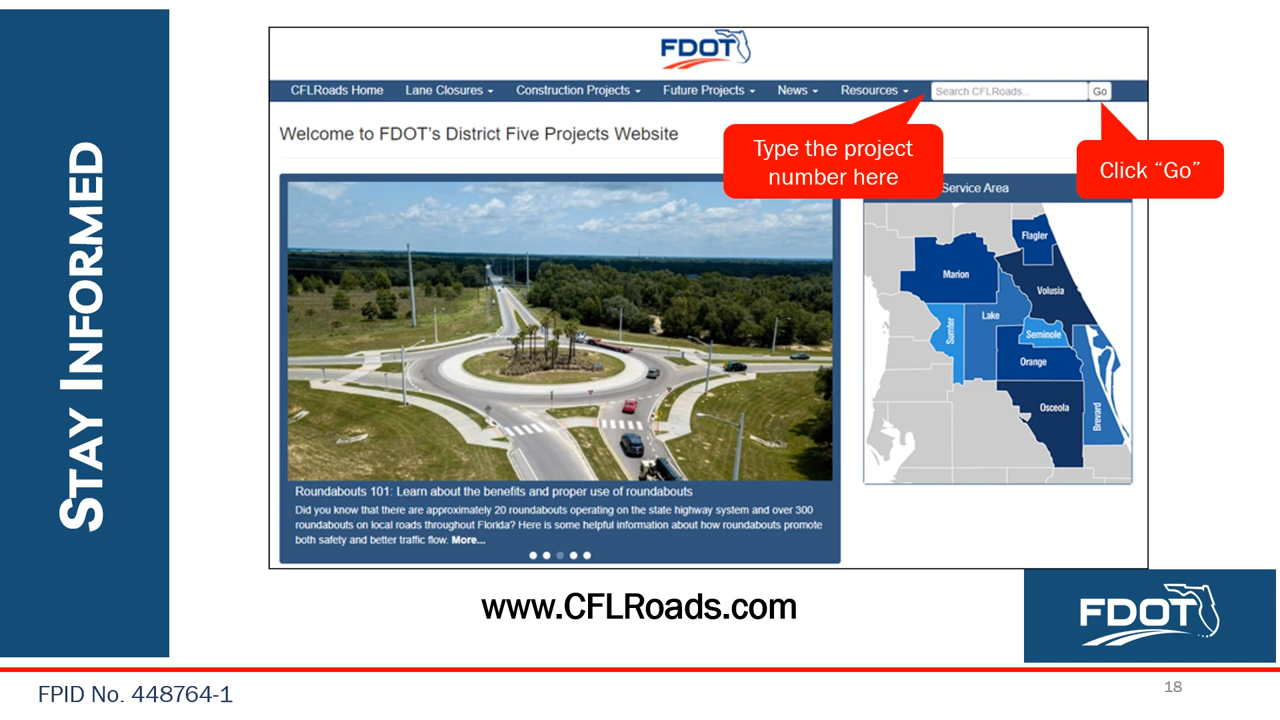 STAY INFORMED
FDOT
CFLRoads Home Lane Closures Construction Projects Future Projects News Resources Search CFLRoads... Go
Welcome to FDOT's District Five Projects Website
Type the project
number here
Click “Go”
Service Area
Flagler
Marion
Volusia
Lake
Sumter
Seminole
Orange
Osceola
Brevard
Roundabouts 101: Learn about the benefits and proper use of roundabouts
Did you know that there are approximately 20 roundabouts operating on the state highway system and over 300
roundabouts on local roads throughout Florida? Here is some helpful information about how roundabouts promote
both safety and better traffic flow. More...
www.CFLRoads.com
FDOT
FPID No. 448764-1
18